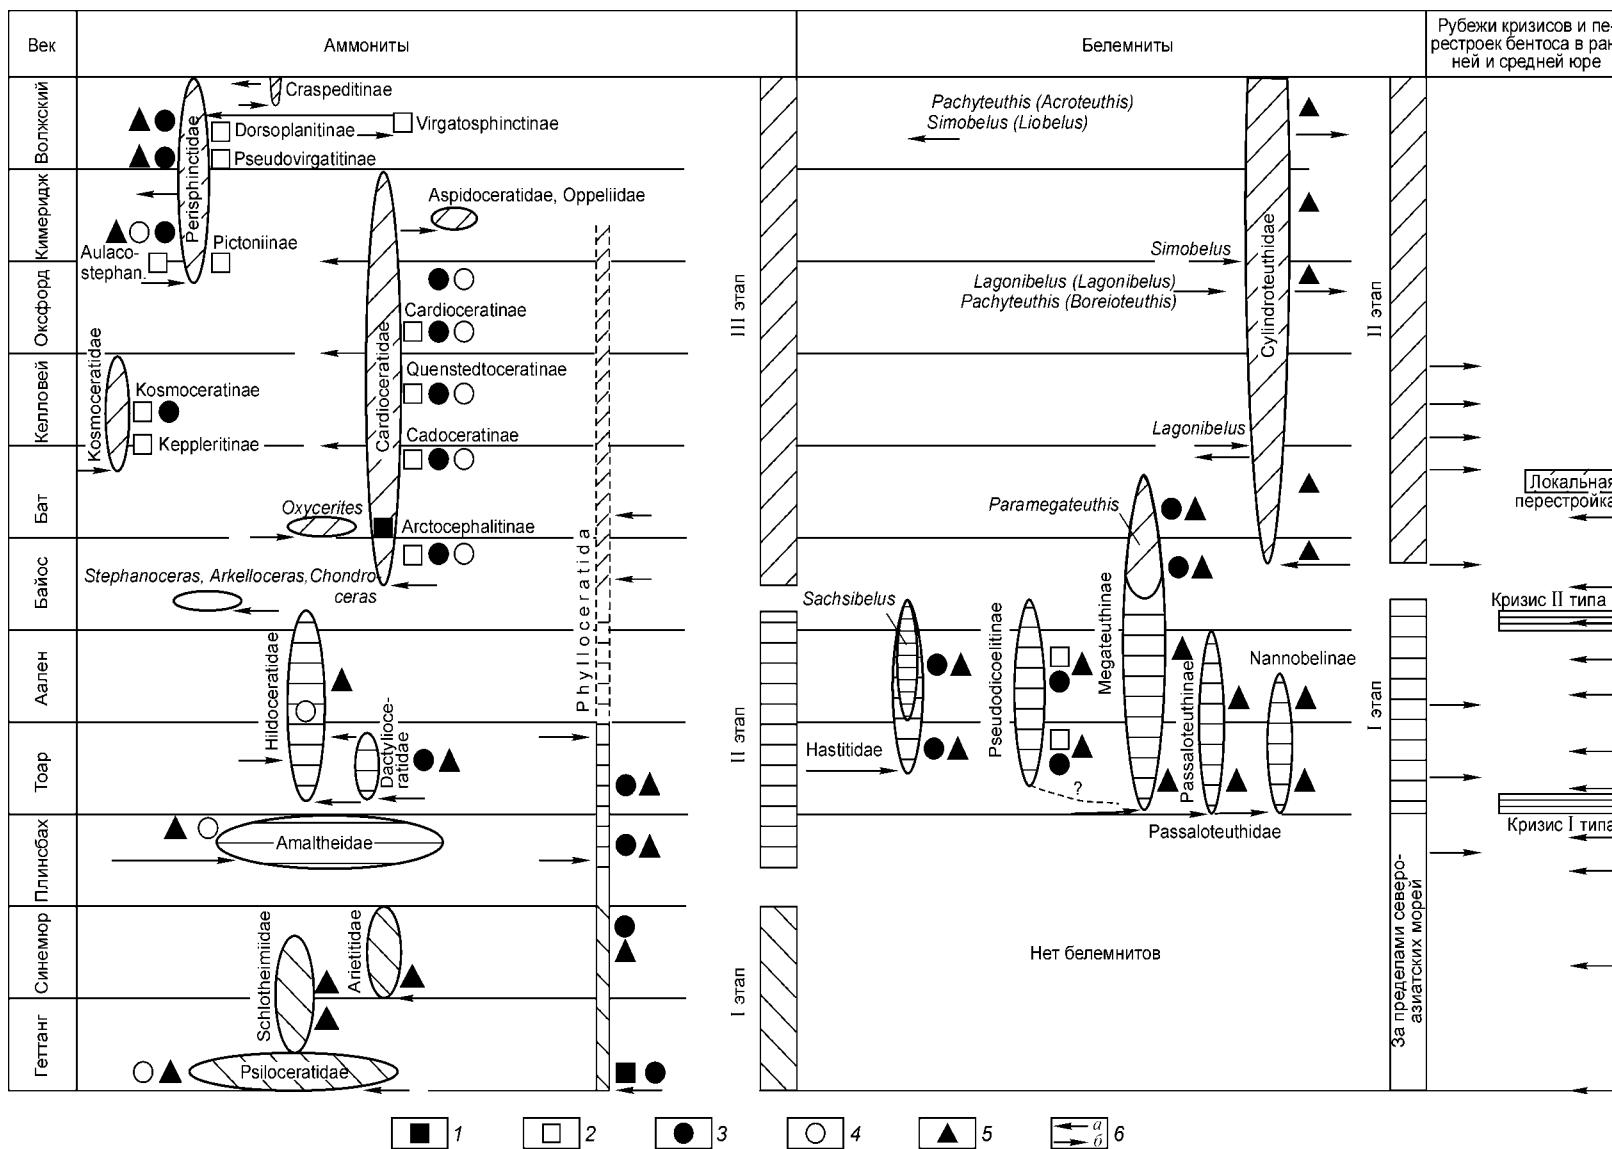 Век
Аммониты
Белемниты
Рубежи кризисов и пе-
рестроек бентоса в ран
ней и средней юре
Волжский
Craspeditinae
Perisphinctidae
Dorsoplanitinae
Virgatosphinctinae
Pseudovirgatitinae
Pachyteuthis (Acroteuthis)
Simobelus (Liobelus)
Cylindroteuthidae
Кимеридж
Aspidoceratidae, Oppeliidae
Aulaco-
stephan.
Pictoniinae
Simobelus
Оксфорд
Cardioceratinae
Cardioceratidae
Lagonibelus (Lagonibelus)
Pachyteuthis (Boreioteuthis)
III этап
II этап
Келловей
Kosmoceratidae
Kosmoceratinae
Keppleritinae
Quenstedtoceratinae
Cadoceratinae
Lagonibelus
Бат
Oxycerites
Arctocephalitinae
Paramegateuthis
Локальная
перестройка
Байос
Stephanoceras, Arkelloceras, Chondro-
ceras
Phylloceratida
Sachsibelus
Кризис II типа
Аален
Hildoceratidae
Pseudodicoelitinae
Megateuthinae
Nannobelinae
Тоар
Dactylioce-
ratidae
II этап
Hastitidae
Passaloteuthinae
I этап
?
Passaloteuthidae
Кризис I типа
Плинсбах
Amaltheidae
Синемюр
Schlotheimiidae
Arietitidae
Нет белемнитов
За пределами северо-
азиатских морей
Геттанг
Psiloceratidae
I этап
1
2
3
4
5
а
б
6